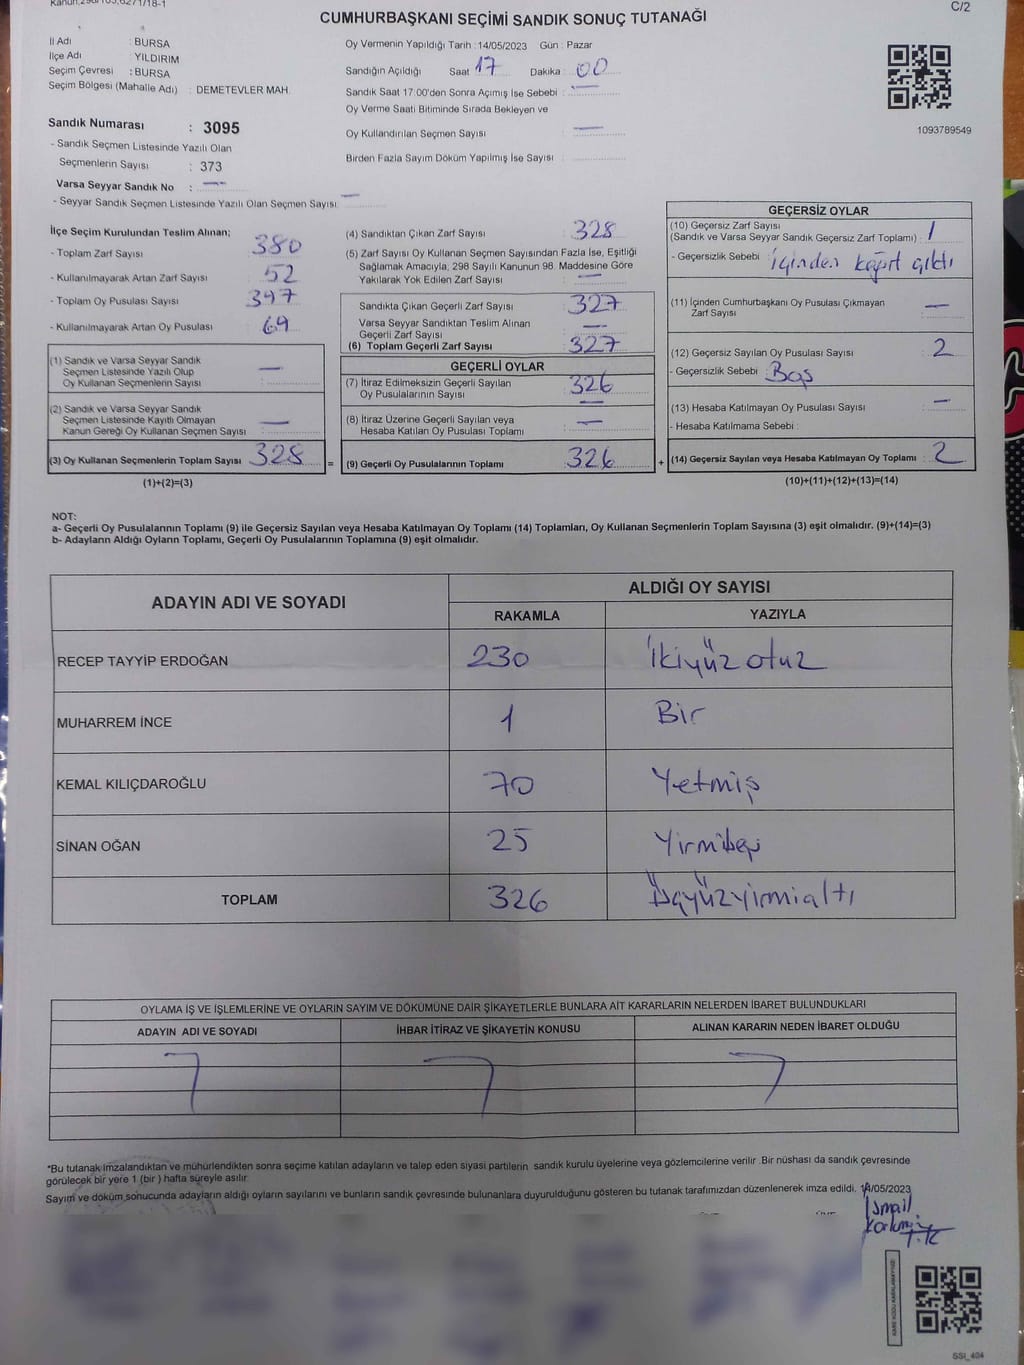 C/2
CUMHURBAŞKANI SEÇİMİ SANDIK SONUÇ TUTANAĞI
İl Adı : BURSA
İlçe Adı : YILDIRIM
Seçim Çevresi : BURSA
Seçim Bölgesi (Mahalle Adı) : DEMETEVLER MAH.
Sandık Numarası : 3095
- Sandık Seçmen Listesinde Yazılı Olan
Seçmenlerin Sayısı : 373
Varsa Seyyar Sandık No : —
- Seyyar Sandık Seçmen Listesinde Yazılı Olan Seçmen Sayısı : —
Oy Vermenin Yapıldığı Tarih : 14/05/2023 Gün : Pazar
Sandığın Açıldığı Saat 17 Dakika : 00
Sandık Saat 17:00'den Sonra Açımış İse Sebebi : —
Oy Verme Saati Bitiminde Sırada Bekleyen ve
Oy Kullandırılan Seçmen Sayısı : —
Birden Fazla Sayım Döküm Yapılmış İse Sayısı :
1093789549
İlçe Seçim Kurulundan Teslim Alınan;
- Toplam Zarf Sayısı : 380
- Kullanılmayarak Artan Zarf Sayısı : 52
- Toplam Oy Pusulası Sayısı : 397
- Kullanılmayarak Artan Oy Pusulası : 69
(1) Sandık ve Varsa Seyyar Sandık
Seçmen Listesinde Yazılı Olup
Oy Kullanan Seçmenlerin Sayısı : —
(2) Sandık ve Varsa Seyyar Sandık
Seçmen Listesinde Kayıtlı Olmayan
Kanun Gereği Oy Kullanan Seçmen Sayısı : —
(3) Oy Kullanan Seçmenlerin Toplam Sayısı : 328 =
(1)+(2)=(3)
(4) Sandıktan Çıkan Zarf Sayısı : 328
(5) Zarf Sayısı Oy Kullanan Seçmen Sayısından Fazla İse, Eşitliği
Sağlamak Amacıyla, 298 Sayılı Kanunun 98. Maddesine Göre
Yakılarak Yok Edilen Zarf Sayısı : —
Sandıkta Çıkan Geçerli Zarf Sayısı : 327
Varsa Seyyar Sandıktan Teslim Alınan
Geçerli Zarf Sayısı : —
(6) Toplam Geçerli Zarf Sayısı : 327
GEÇERLİ OYLAR
(7) İtiraz Edilmeksizin Geçerli Sayılan
Oy Pusulalarının Sayısı : 326
(8) İtiraz Üzerine Geçerli Sayılan veya
Hesaba Katılan Oy Pusulası Toplamı : —
(9) Geçerli Oy Pusulalarının Toplamı : 326 +
GEÇERSİZ OYLAR
(10) Geçersiz Zarf Sayısı
(Sandık ve Varsa Seyyar Sandık Geçersiz Zarf Toplamı) : 1
- Geçersizlik Sebebi : içinden kağıt çıktı
(11) İçinden Cumhurbaşkanı Oy Pusulası Çıkmayan
Zarf Sayısı : —
(12) Geçersiz Sayılan Oy Pusulası Sayısı : 2
- Geçersizlik Sebebi : Boş
(13) Hesaba Katılmayan Oy Pusulası Sayısı : —
- Hesaba Katılmama Sebebi :
(14) Geçersiz Sayılan veya Hesaba Katılmayan Oy Toplamı : 2
(10)+(11)+(12)+(13)=(14)
NOT:
a- Geçerli Oy Pusulalarının Toplamı (9) ile Geçersiz Sayılan veya Hesaba Katılmayan Oy Toplamı (14) Toplamları, Oy Kullanan Seçmenlerin Toplam Sayısına (3) eşit olmalıdır. (9)+(14)=(3)
b- Adayların Aldığı Oyların Toplamı, Geçerli Oy Pusulalarının Toplamına (9) eşit olmalıdır.
ADAYIN ADI VE SOYADI
ALDIĞI OY SAYISI
RAKAMLA YAZIYLA
RECEP TAYYİP ERDOĞAN 230 İkiyüz otuz
MUHARREM İNCE 1 Bir
KEMAL KILIÇDAROĞLU 70 Yetmiş
SİNAN OĞAN 25 Yirmibeş
TOPLAM 326 Üçyüzyirmialtı
OYLAMA İŞ VE İŞLEMLERİNE VE OYLARIN SAYIM VE DÖKÜMÜNE DAİR ŞİKAYETLERLE BUNLARA AİT KARARLARIN NELERDEN İBARET BULUNDUKLARI
ADAYIN ADI VE SOYADI İHBAR İTİRAZ VE ŞİKAYETİN KONUSU ALINAN KARARIN NEDEN İBARET OLDUĞU
*Bu tutanak imzalandıktan ve mühürlendikten sonra seçime katılan adayların ve talep eden siyasi partilerin sandık kurulu üyelerine veya gözlemcilerine verilir. Bir nüshası da sandık çevresinde
görülecek bir yere 1 (bir) hafta süreyle asılır.
Sayım ve döküm sonucunda adayların aldığı oyların sayılarını ve bunların sandık çevresinde bulunanlara duyurulduğunu gösteren bu tutanak tarafımızdan düzenlenerek imza edildi. 14/05/2023
İsmail
SSI_404